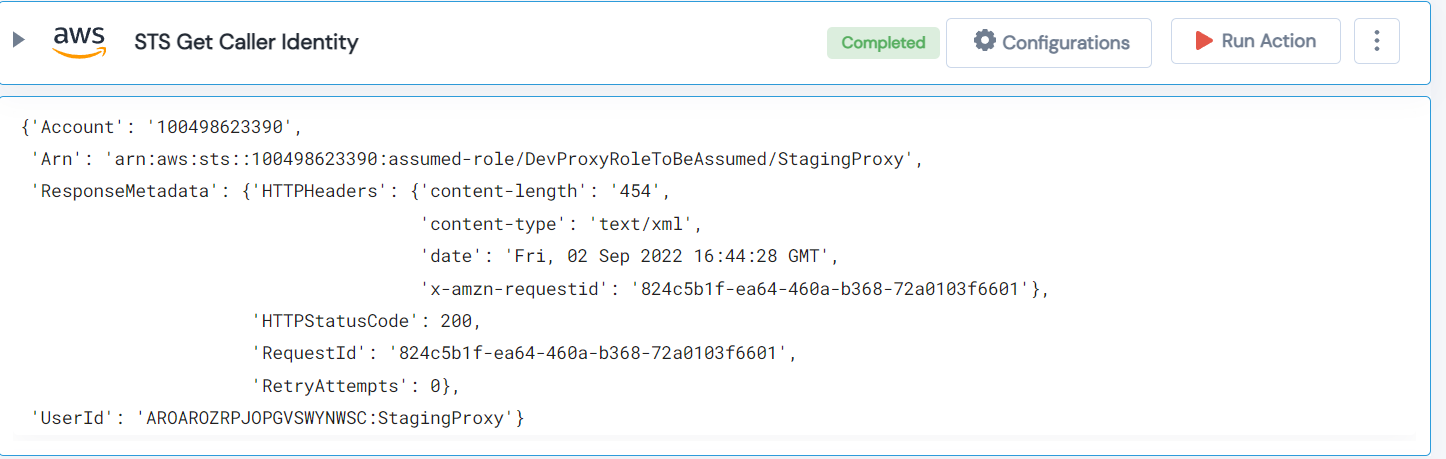 aws STS Get Caller Identity Completed Configurations Run Action
{'Account': '100498623390',
'Arn': 'arn:aws:sts::100498623390:assumed-role/DevProxyRoleToBeAssumed/StagingProxy',
'ResponseMetadata': {'HTTPHeaders': {'content-length': '454',
'content-type': 'text/xml',
'date': 'Fri, 02 Sep 2022 16:44:28 GMT',
'x-amzn-requestid': '824c5b1f-ea64-460a-b368-72a0103f6601'},
'HTTPStatusCode': 200,
'RequestId': '824c5b1f-ea64-460a-b368-72a0103f6601',
'RetryAttempts': 0},
'UserId': 'AROAROZRPJOPGVSWYNWSC:StagingProxy'}